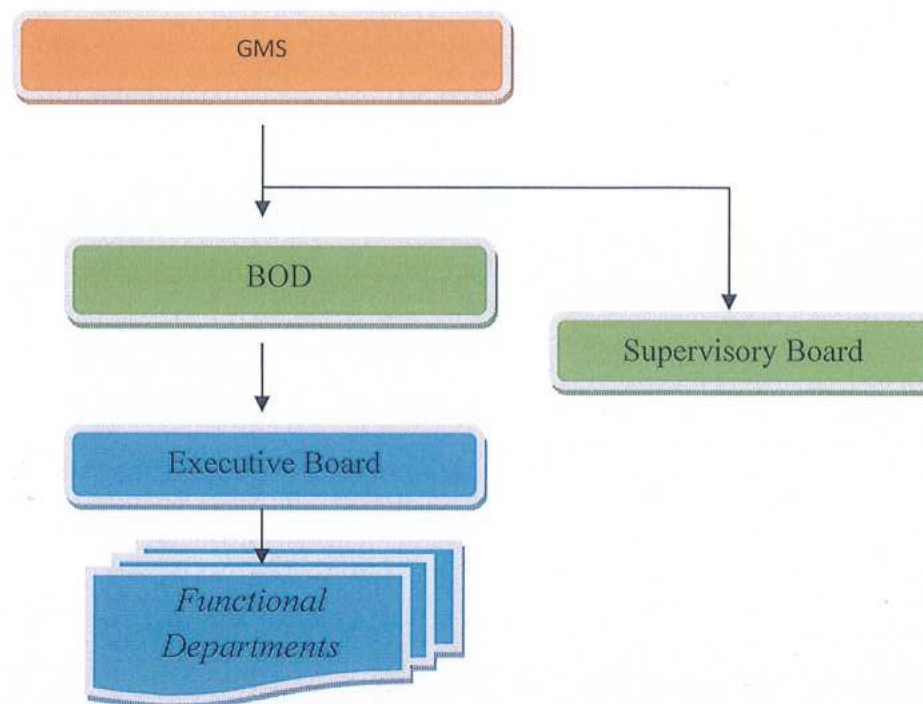 GMS
BOD
Supervisory Board
Executive Board
Functional
Departments